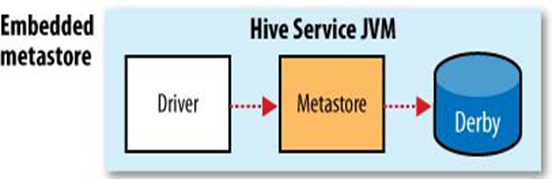 Embedded
metastore
Hive Service JVM
Driver
Metastore
Derby